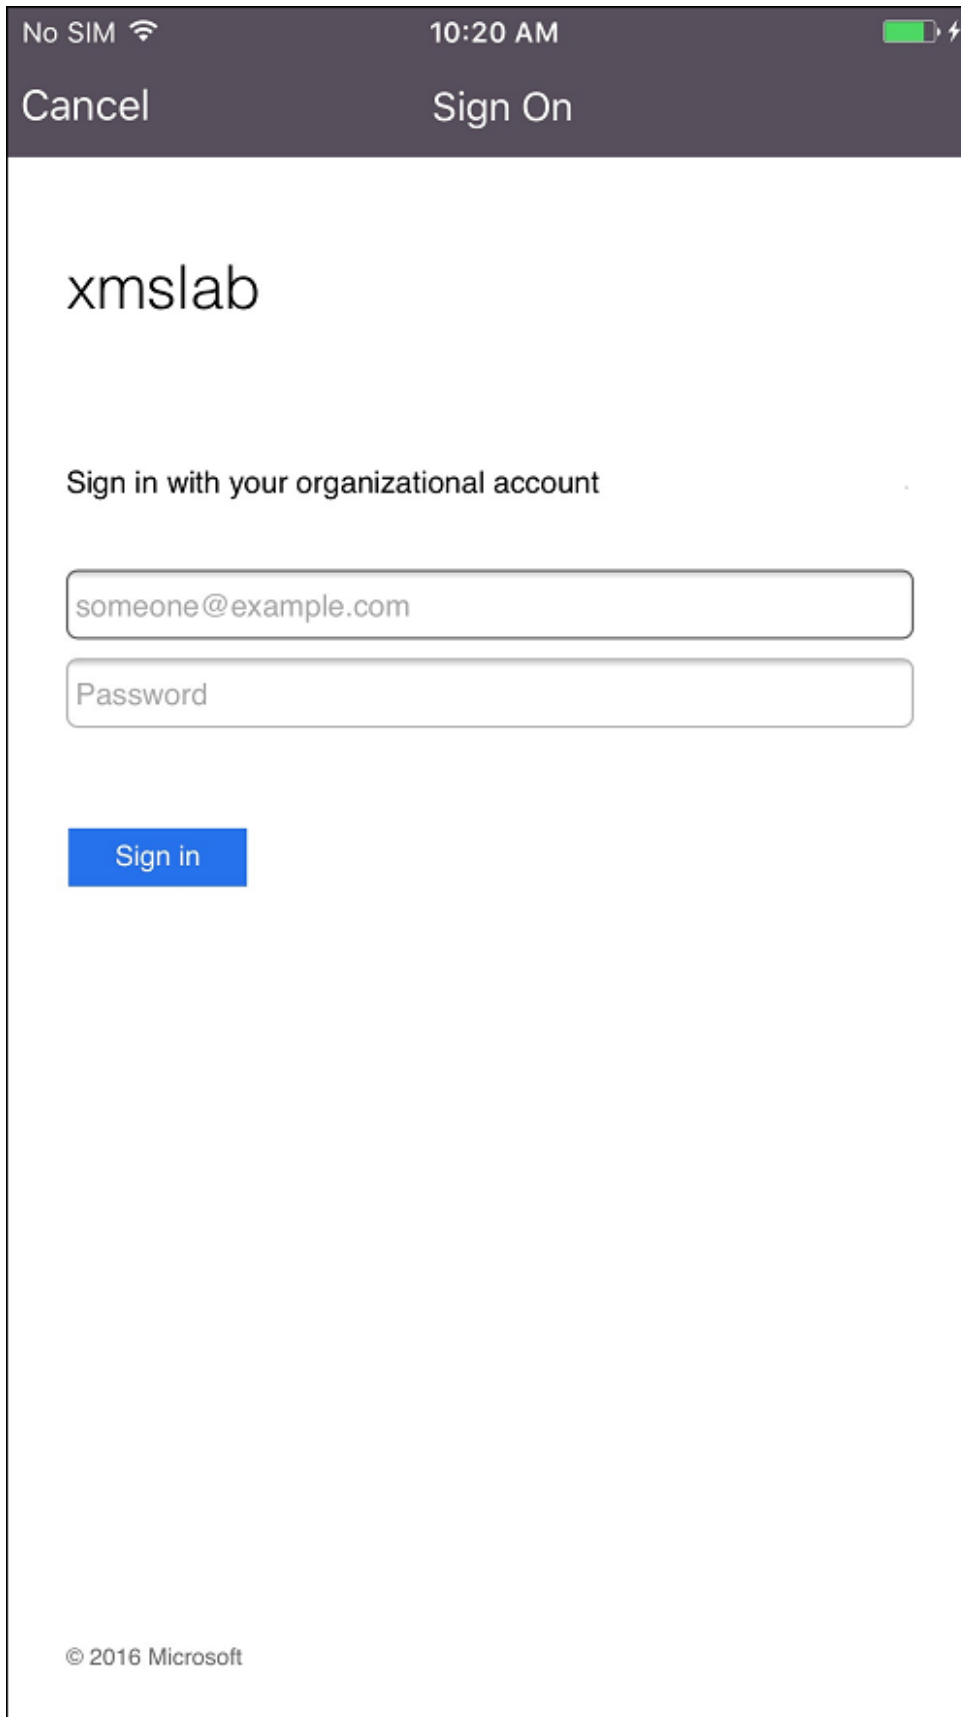 No SIM
10:20 AM
Cancel
Sign On
xmslab
Sign in with your organizational account
someone@example.com
Password
Sign in
© 2016 Microsoft